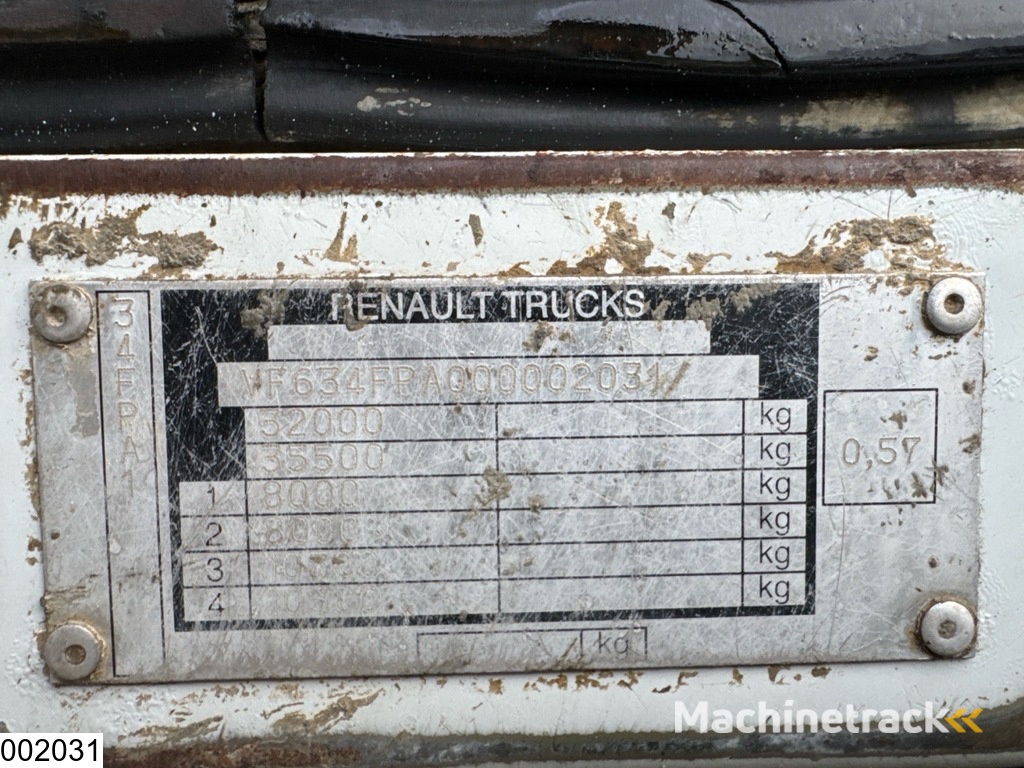 34FPA1
RENAULT TRUCKS
VF634FPA000002031/
52000 kg
35500 kg
1 8000 kg
2 8000 kg
3 kg
4 kg
kg
0,57
Machinetrack
002031